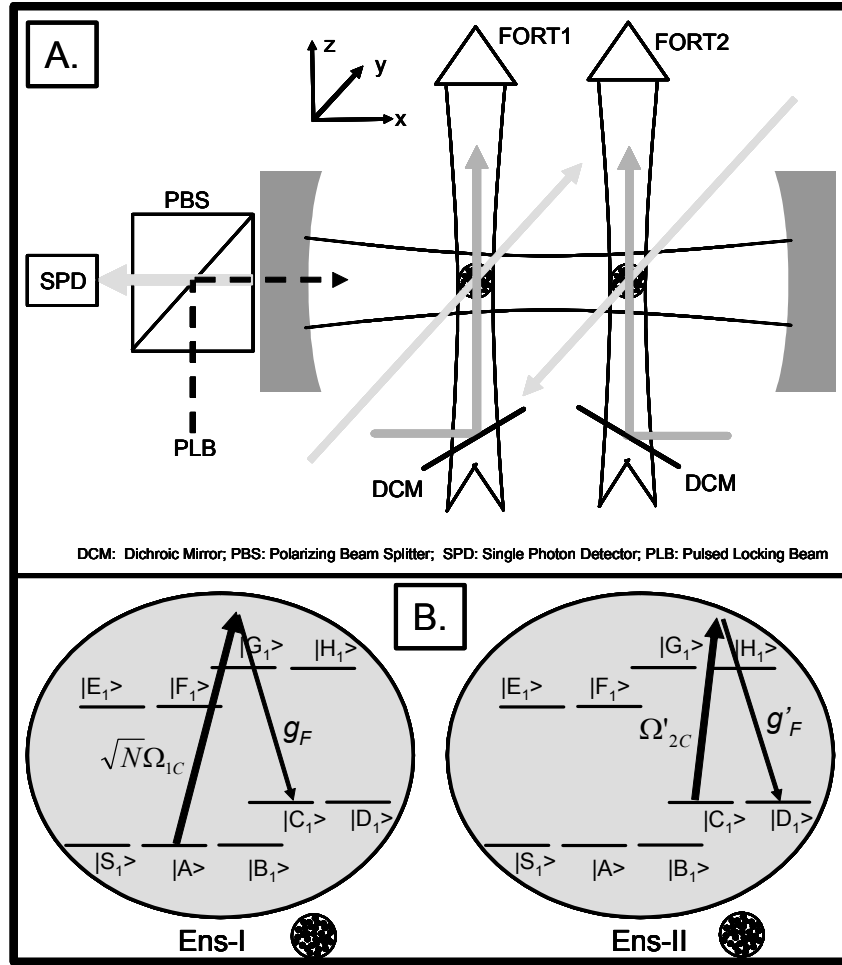 A.
z
y
x
FORT1
FORT2
PBS
SPD
PLB
DCM
DCM
DCM: Dichroic Mirror; PBS: Polarizing Beam Splitter; SPD: Single Photon Detector; PLB: Pulsed Locking Beam
B.
|G₁> |H₁>
|E₁> |F₁>
√NΩ₁C
g_F
|C₁> |D₁>
|S₁> |A> |B₁>
Ens-I
|G₁> |H₁>
|E₁> |F₁>
Ω'₂C
g'_F
|C₁> |D₁>
|S₁> |A> |B₁>
Ens-II